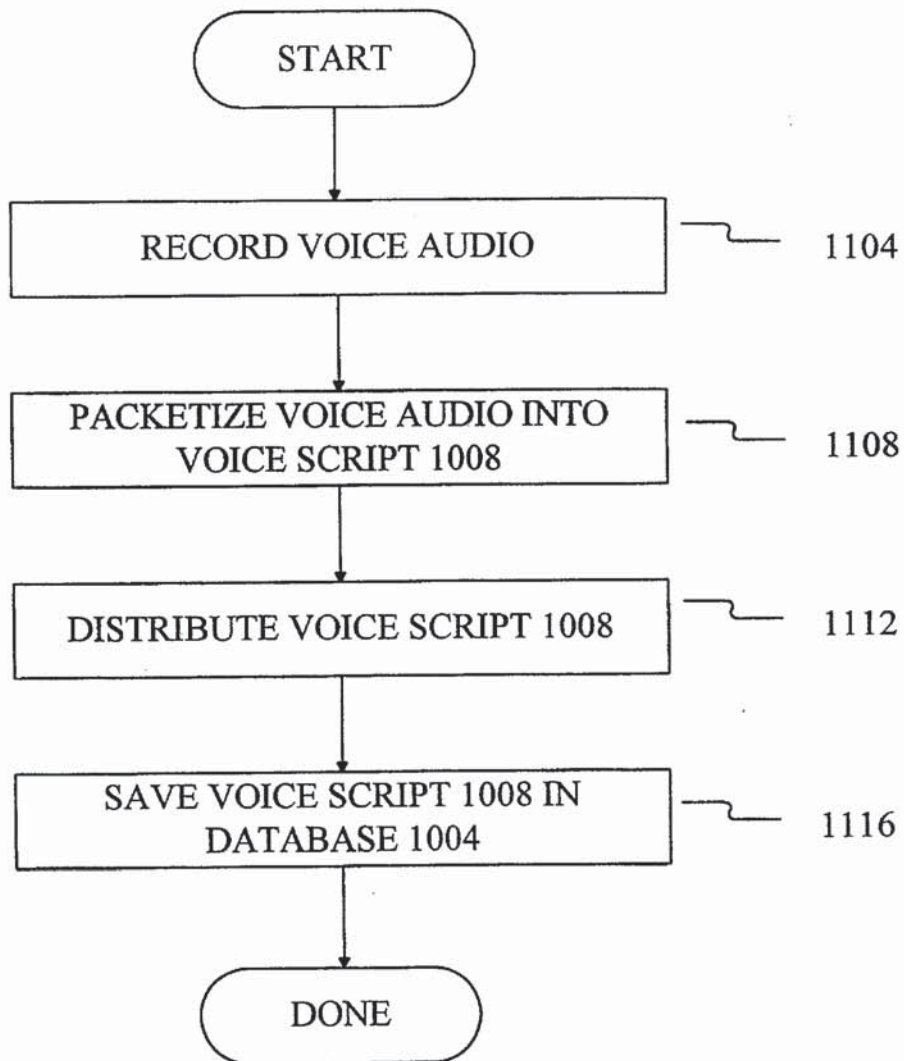 START
RECORD VOICE AUDIO
1104
PACKETIZE VOICE AUDIO INTO
VOICE SCRIPT 1008
1108
DISTRIBUTE VOICE SCRIPT 1008
1112
SAVE VOICE SCRIPT 1008 IN
DATABASE 1004
1116
DONE